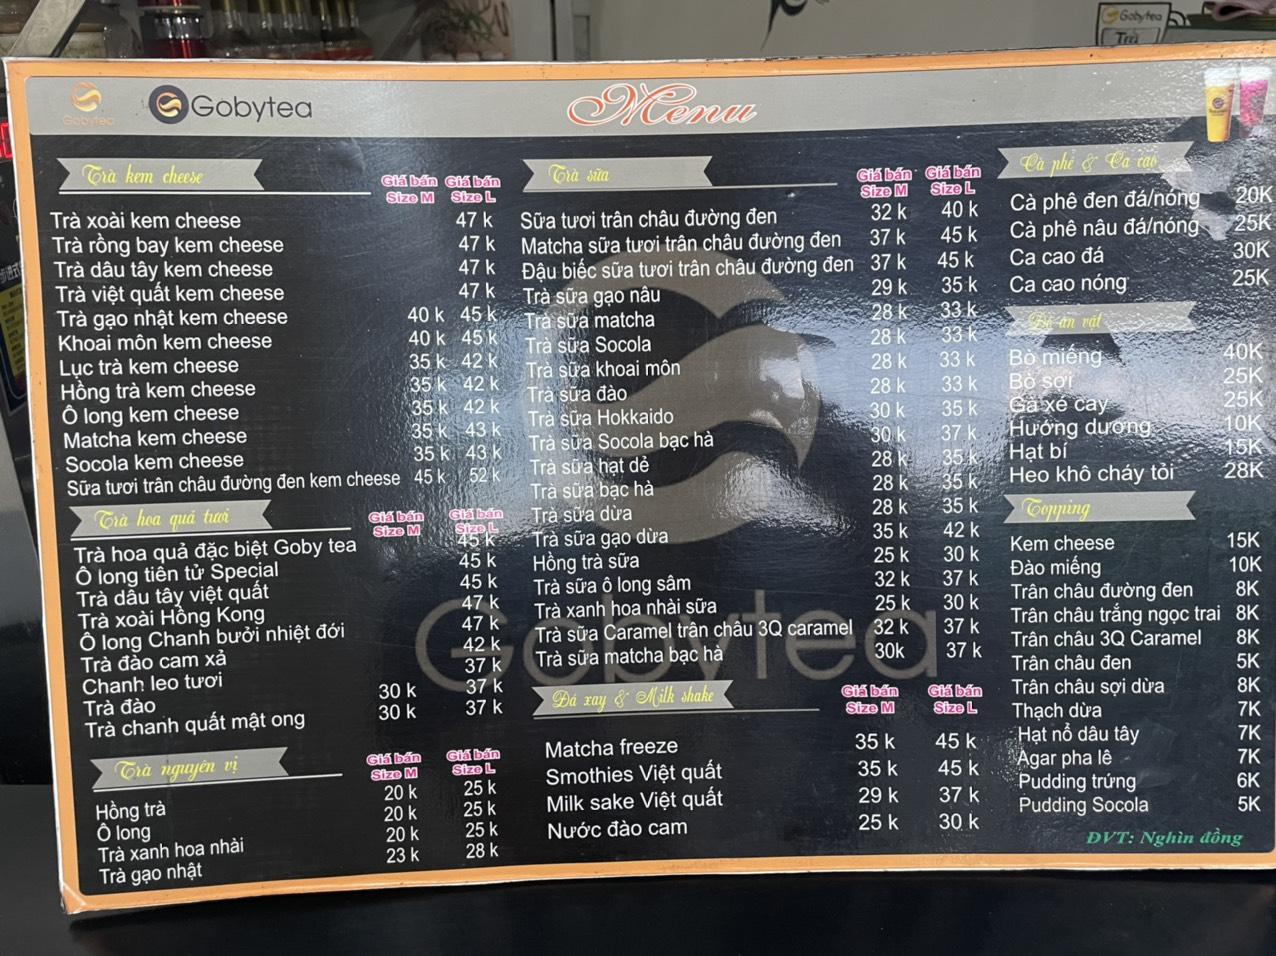 Gobytea
Trà
Gobytea
Gobytea
Menu
Trà kem cheese
Giá bán Size M
Giá bán Size L
Trà xoài kem cheese 47 k
Trà rồng bay kem cheese 47 k
Trà dâu tây kem cheese 47 k
Trà việt quất kem cheese 47 k
Trà gạo nhật kem cheese 40 k 45 k
Khoai môn kem cheese 40 k 45 k
Lục trà kem cheese 35 k 42 k
Hồng trà kem cheese 35 k 42 k
Ô long kem cheese 35 k 42 k
Matcha kem cheese 35 k 43 k
Socola kem cheese 35 k 43 k
Sữa tươi trân châu đường đen kem cheese 45 k 52 k
Trà hoa quả tươi
Giá bán Size M
Giá bán Size L
Trà hoa quả đặc biệt Goby tea 45 k
Ô long tiên tử Special 45 k
Trà dâu tây việt quất 45 k
Trà xoài Hồng Kong 47 k
Ô long Chanh bưởi nhiệt đới 47 k
Trà đào cam xả 42 k
Chanh leo tươi 37 k
Trà đào 30 k 37 k
Trà chanh quất mật ong 30 k 37 k
Trà nguyên vị
Giá bán Size M
Giá bán Size L
Hồng trà 20 k 25 k
Ô long 20 k 25 k
Trà xanh hoa nhài 20 k 25 k
Trà gạo nhật 23 k 28 k
Trà sữa
Giá bán Size M
Giá bán Size L
Sữa tươi trân châu đường đen 32 k 40 k
Matcha sữa tươi trân châu đường đen 37 k 45 k
Đậu biếc sữa tươi trân châu đường đen 37 k 45 k
Trà sữa gạo nâu 29 k 35 k
Trà sữa matcha 28 k 33 k
Trà sữa Socola 28 k 33 k
Trà sữa khoai môn 28 k 33 k
Trà sữa đào 28 k 33 k
Trà sữa Hokkaido 30 k 35 k
Trà sữa Socola bạc hà 30 k 37 k
Trà sữa hạt dẻ 28 k 35 k
Trà sữa bạc hà 28 k 35 k
Trà sữa dừa 28 k 35 k
Trà sữa gạo dừa 35 k 42 k
Hồng trà sữa 25 k 30 k
Trà sữa ô long sâm 32 k 37 k
Trà xanh hoa nhài sữa 25 k 30 k
Trà sữa Caramel trân châu 3Q caramel 32 k 37 k
Trà sữa matcha bạc hà 30k 37 k
Gobytea
Đá xay & Milk shake
Giá bán Size M
Giá bán Size L
Matcha freeze 35 k 45 k
Smothies Việt quất 35 k 45 k
Milk sake Việt quất 29 k 37 k
Nước đào cam 25 k 30 k
Cà phê & Ca cao
Cà phê đen đá/nóng 20K
Cà phê nâu đá/nóng 25K
Ca cao đá 30K
Ca cao nóng 25K
Đồ ăn vặt
Bò miếng 40K
Bò sợi 25K
Gà xé cay 25K
Hướng dương 10K
Hạt bí 15K
Heo khô cháy tỏi 28K
Topping
Kem cheese 15K
Đào miếng 10K
Trân châu đường đen 8K
Trân châu trắng ngọc trai 8K
Trân châu 3Q Caramel 8K
Trân châu đen 5K
Trân châu sợi dừa 8K
Thạch dừa 7K
Hạt nổ dâu tây 7K
Agar pha lê 7K
Pudding trứng 6K
Pudding Socola 5K
ĐVT: Nghìn đồng